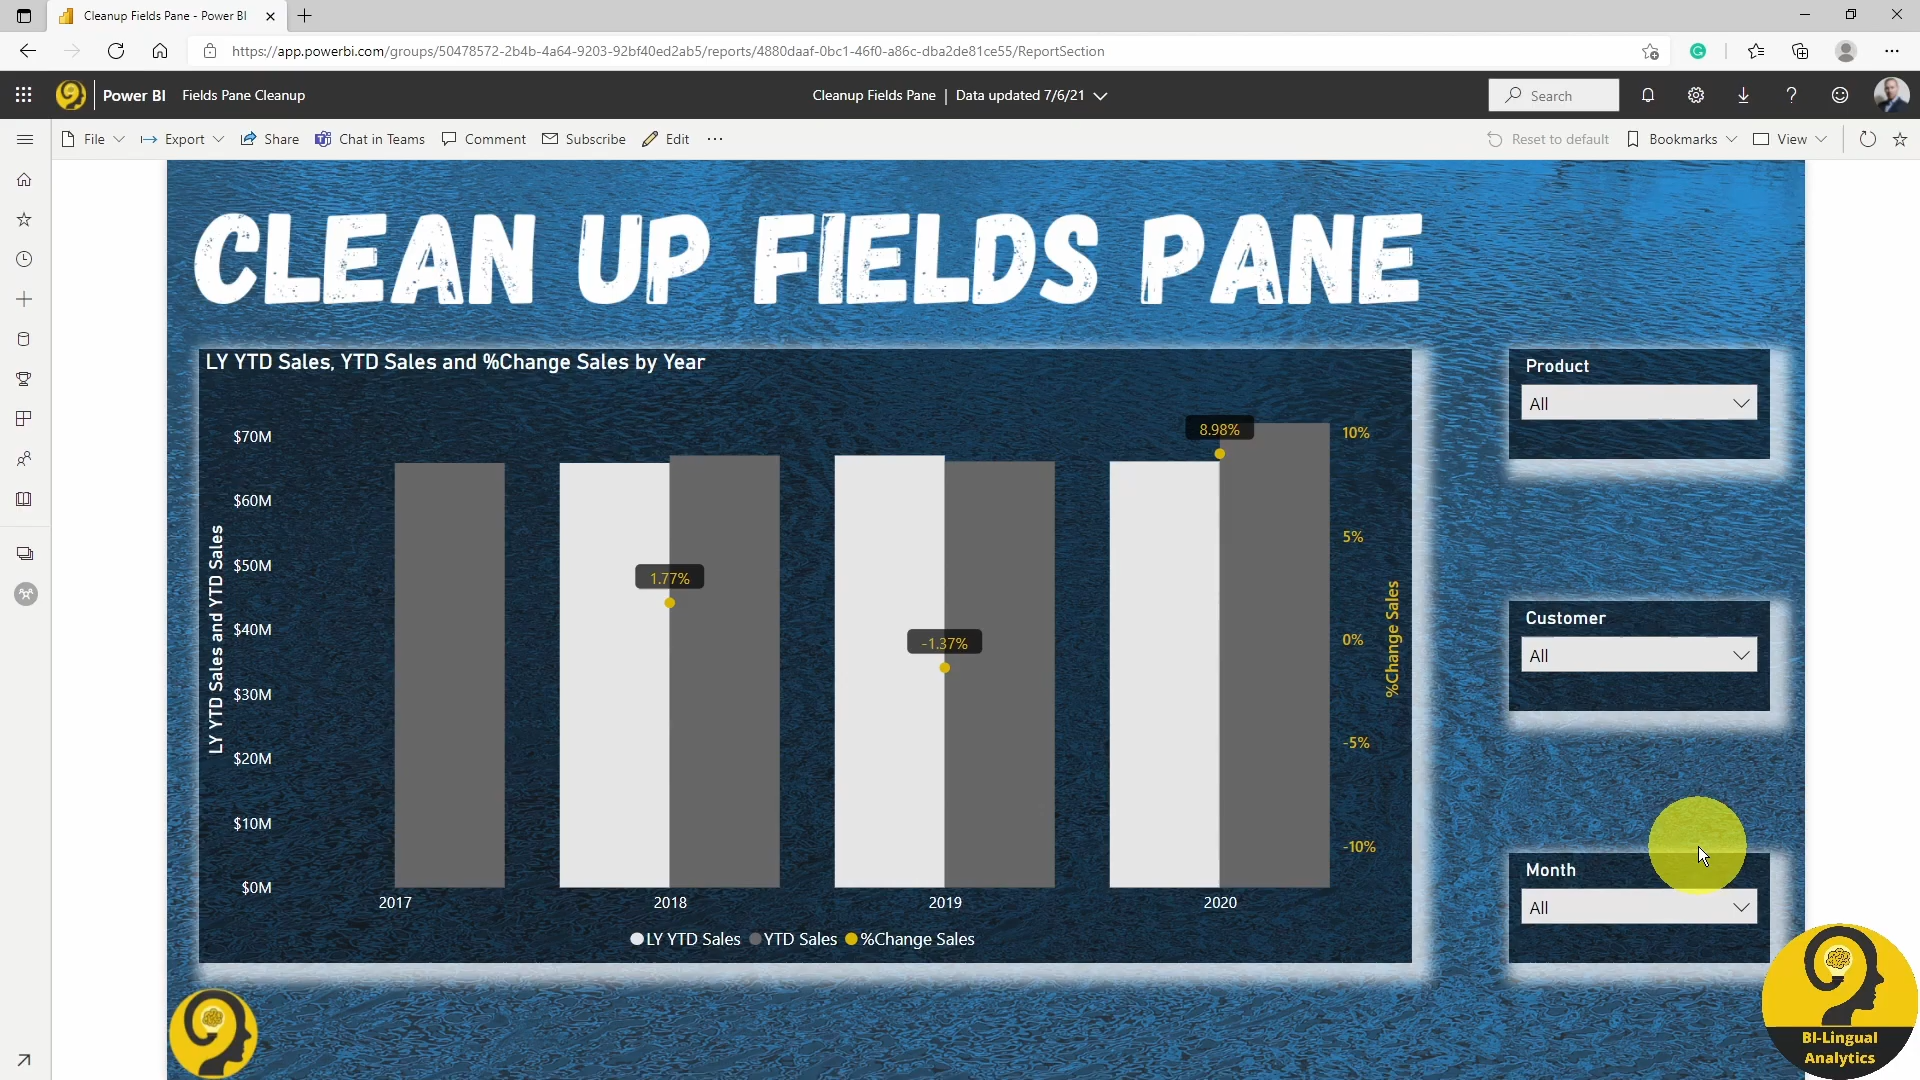 Cleanup Fields Pane - Power BI
https://app.powerbi.com/groups/50478572-2b4b-4a64-9203-92bf40ed2ab5/reports/4880daaf-0bc1-46f0-a86c-dba2de81ce55/ReportSection
Power BI Fields Pane Cleanup
Cleanup Fields Pane | Data updated 7/6/21
Search
File Export Share Chat in Teams Comment Subscribe Edit ...
Reset to default Bookmarks View
CLEAN UP FIELDS PANE
LY YTD Sales, YTD Sales and %Change Sales by Year
LY YTD Sales and YTD Sales
$70M
$60M
$50M
$40M
$30M
$20M
$10M
$0M
1.77%
-1.37%
8.98%
10%
5%
0%
-5%
-10%
%Change Sales
2017 2018 2019 2020
LY YTD Sales YTD Sales %Change Sales
Product
All
Customer
All
Month
All
BI-Lingual
Analytics